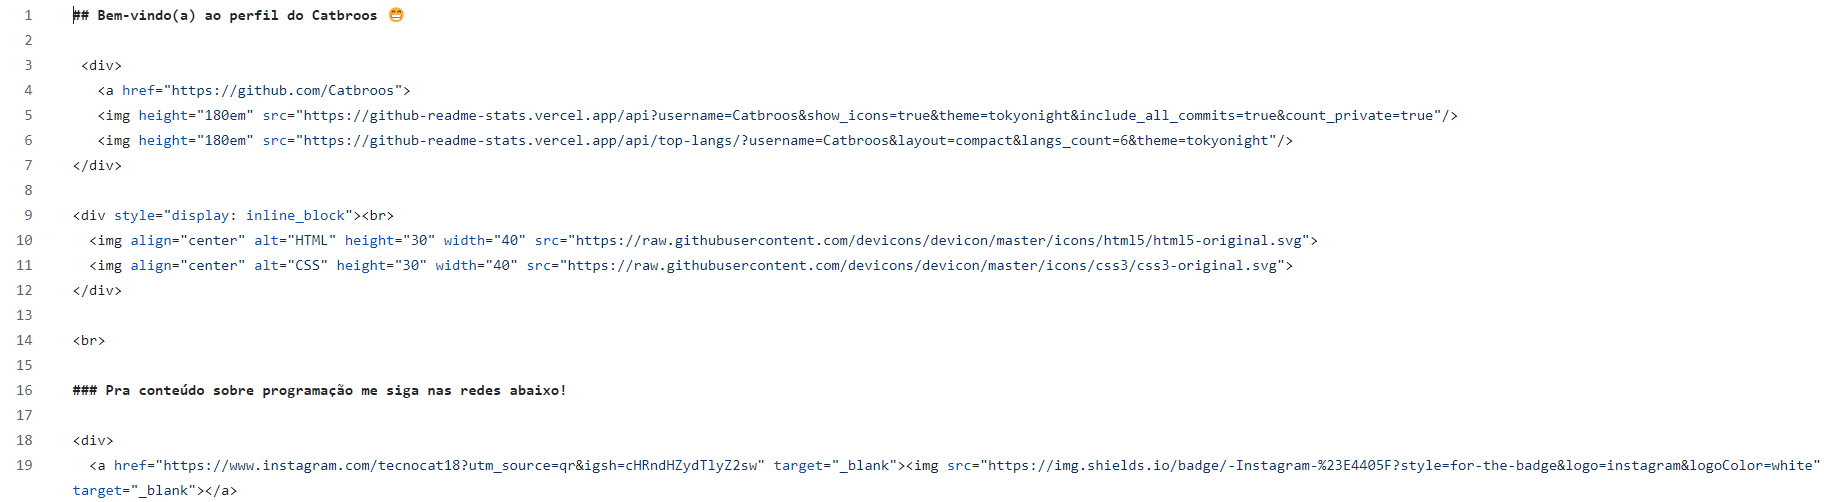 1 ## Bem-vindo(a) ao perfil do Catbroos 😁
2
3 <div>
4 <a href="https://github.com/Catbroos">
5 <img height="180em" src="https://github-readme-stats.vercel.app/api?username=Catbroos&show_icons=true&theme=tokyonight&include_all_commits=true&count_private=true"/>
6 <img height="180em" src="https://github-readme-stats.vercel.app/api/top-langs/?username=Catbroos&layout=compact&langs_count=6&theme=tokyonight"/>
7 </div>
8
9 <div style="display: inline_block"><br>
10 <img align="center" alt="HTML" height="30" width="40" src="https://raw.githubusercontent.com/devicons/devicon/master/icons/html5/html5-original.svg">
11 <img align="center" alt="CSS" height="30" width="40" src="https://raw.githubusercontent.com/devicons/devicon/master/icons/css3/css3-original.svg">
12 </div>
13
14 <br>
15
16 ### Pra conteúdo sobre programação me siga nas redes abaixo!
17
18 <div>
19 <a href="https://www.instagram.com/tecnocat18?utm_source=qr&igsh=cHRndHZydTlyZ2sw" target="_blank"><img src="https://img.shields.io/badge/-Instagram-%23E4405F?style=for-the-badge&logo=instagram&logoColor=white"
target="_blank"></a>